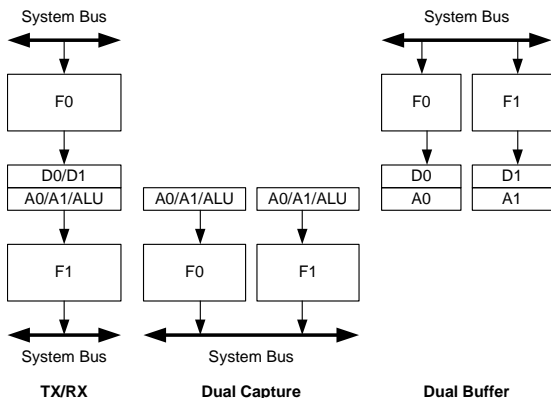 System Bus
F0
D0/D1
A0/A1/ALU
F1
System Bus
TX/RX
A0/A1/ALU
A0/A1/ALU
F0
F1
System Bus
Dual Capture
System Bus
F0
F1
D0
D1
A0
A1
Dual Buffer